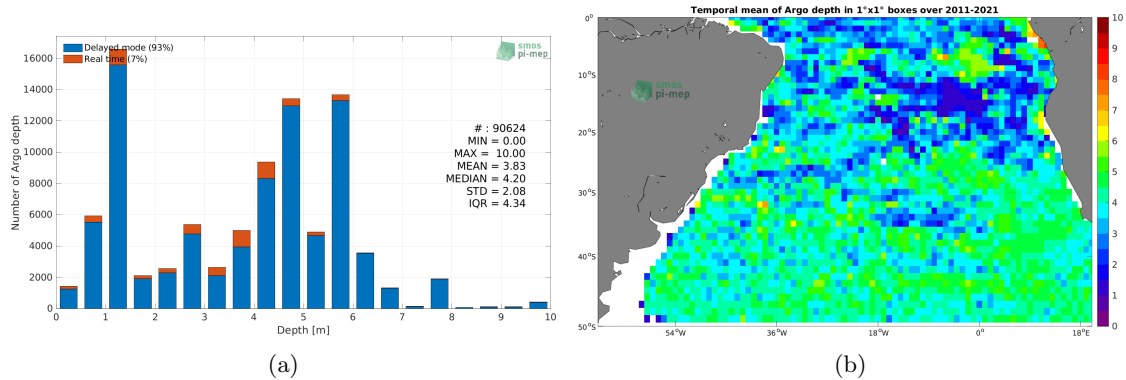 Temporal mean of Argo depth in 1°x1° boxes over 2011-2021
Delayed mode (93%)
Real time (7%)
smos
pi-mep
# : 90624
MIN = 0.00
MAX = 10.00
MEAN = 3.83
MEDIAN = 4.20
STD = 2.08
IQR = 4.34
Number of Argo depth
16000
14000
12000
10000
8000
6000
4000
2000
0
0 1 2 3 4 5 6 7 8 9 10
Depth [m]
(a)
smos
pi-mep
0°
10°S
20°S
30°S
40°S
50°S
54°W 36°W 18°W 0° 18°E
10
9
8
7
6
5
4
3
2
1
0
(b)